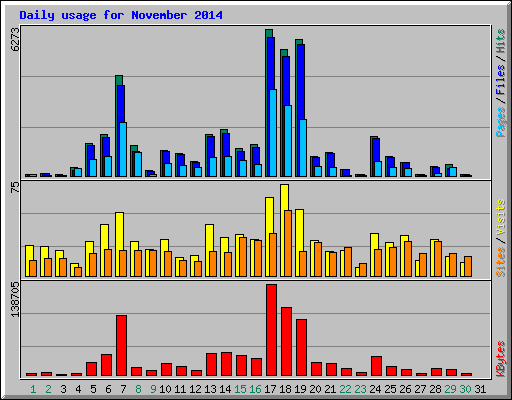 Daily usage for November 2014
6273
Pages / Files / Hits
75
Sites / Visits
138705
KBytes
1 2 3 4 5 6 7 8 9 10 11 12 13 14 15 16 17 18 19 20 21 22 23 24 25 26 27 28 29 30 31